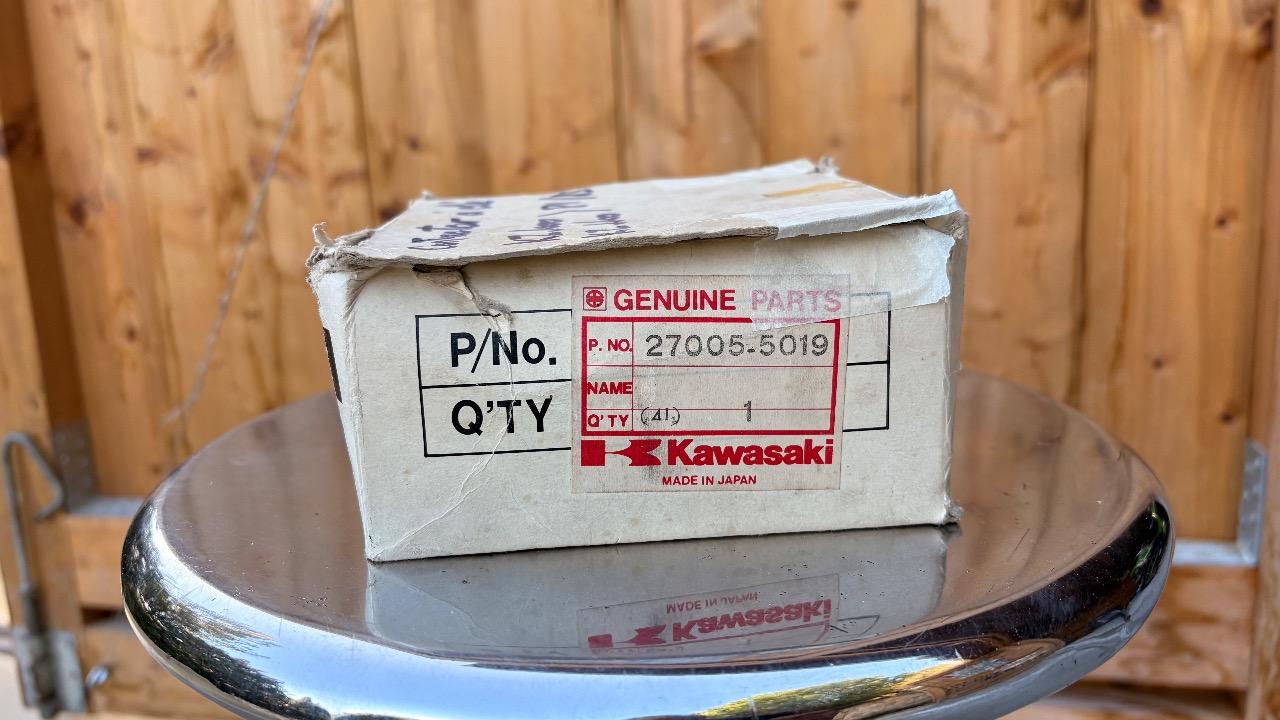 GENUINE PARTS
P/No.
P. NO. 27005-5019
NAME
Q'TY
Q'TY (41) 1
Kawasaki
MADE IN JAPAN